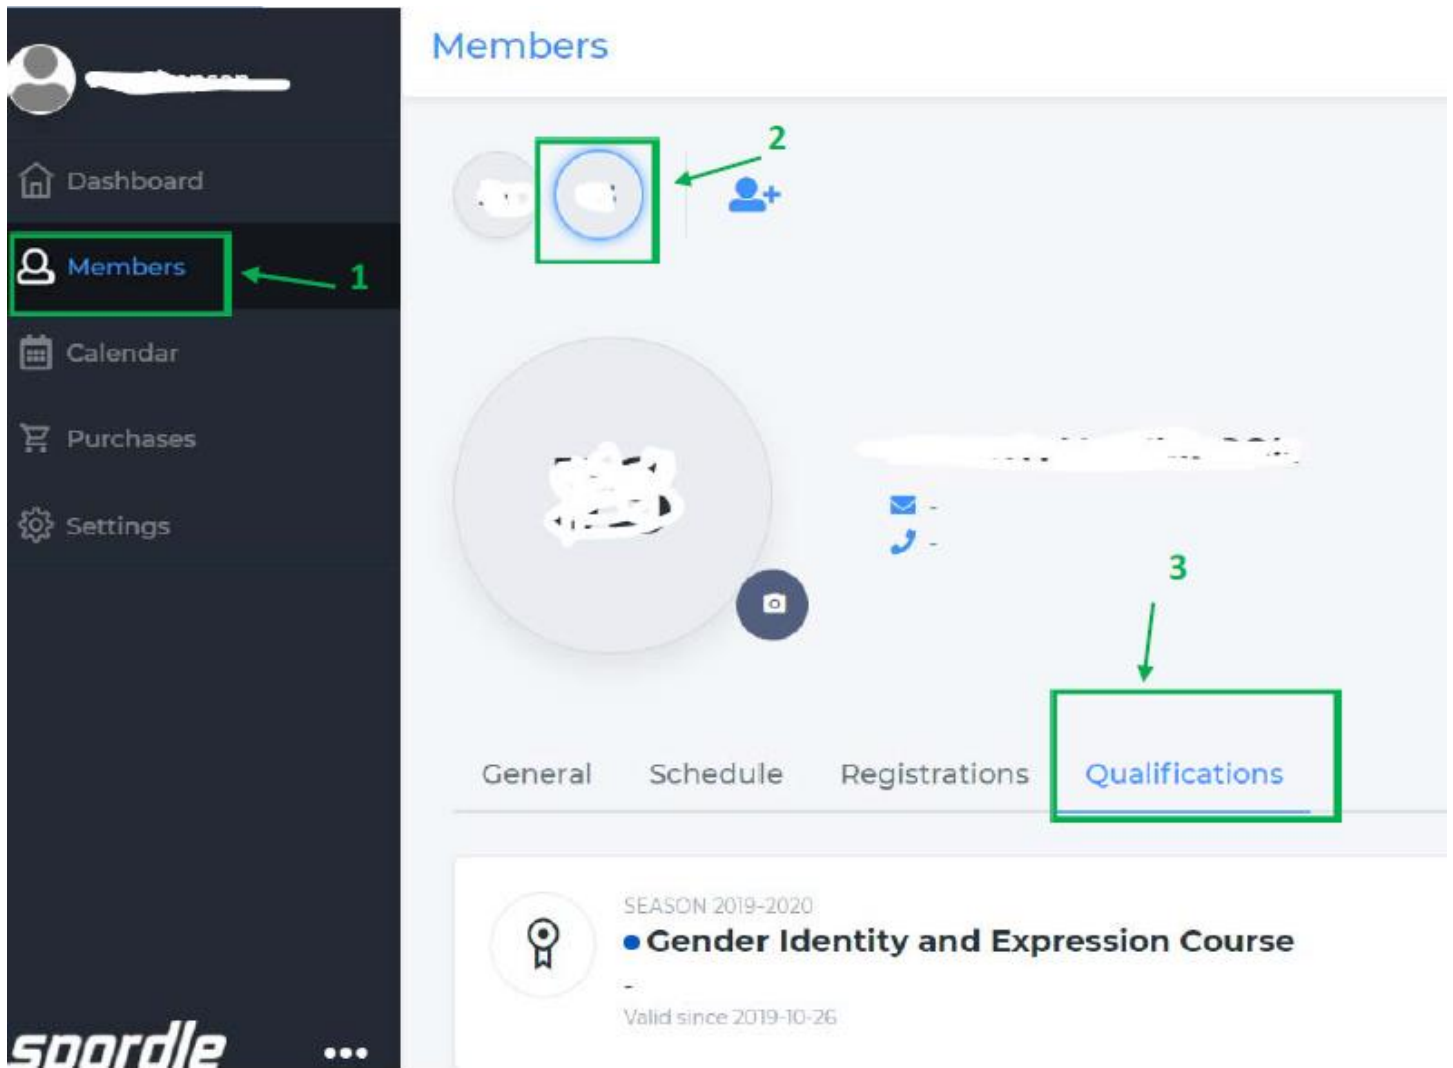 Members
2
Dashboard
Members
1
Calendar
Purchases
Settings
-
-
3
General Schedule Registrations Qualifications
SEASON 2019-2020
Gender Identity and Expression Course
-
Valid since 2019-10-26
spordle